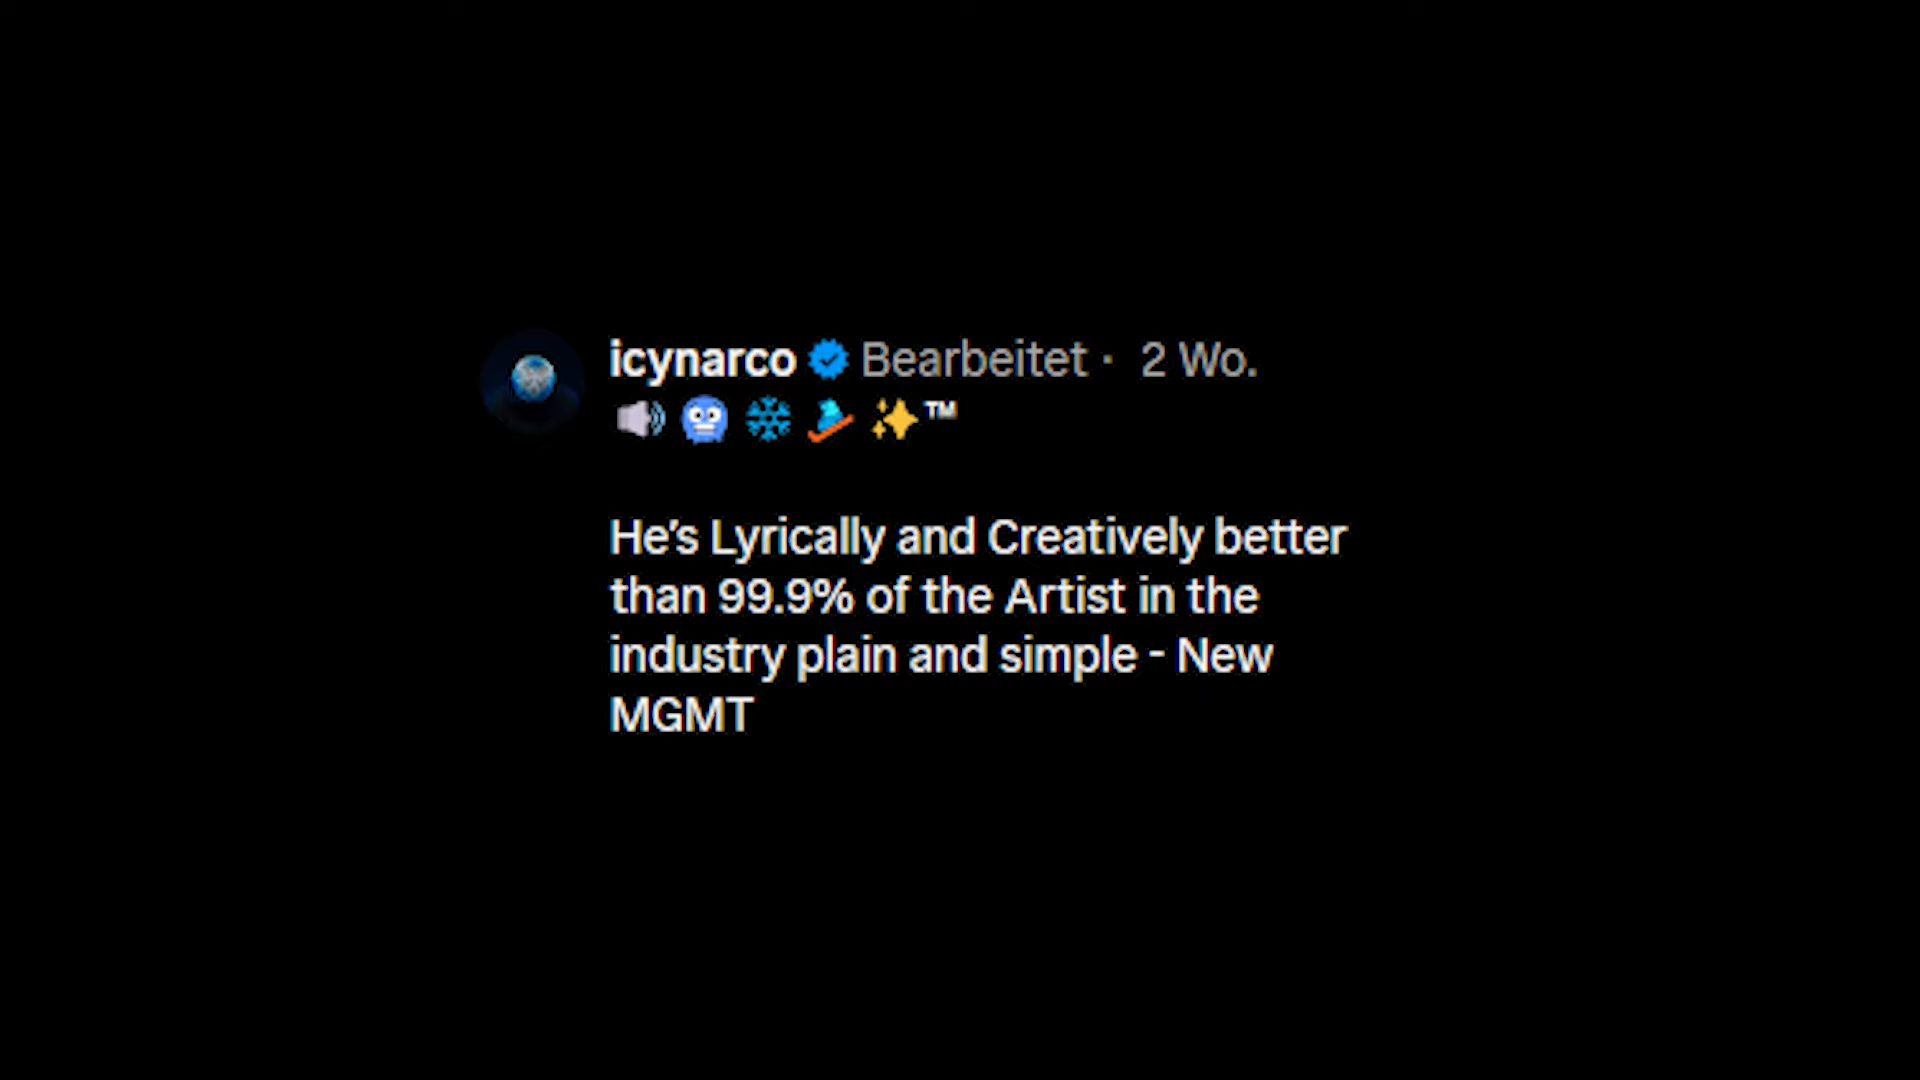 icynarco Bearbeitet · 2 Wo.
🔊 🥶 ❄️ 🏂 ✨™
He’s Lyrically and Creatively better
than 99.9% of the Artist in the
industry plain and simple - New
MGMT